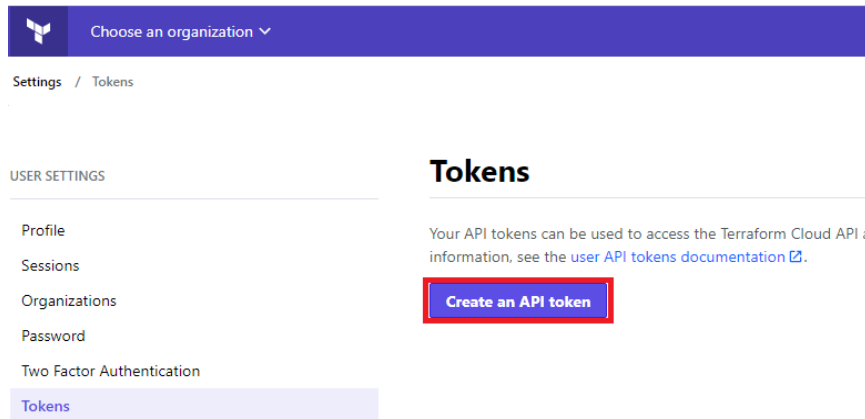 Choose an organization
Settings / Tokens
USER SETTINGS
Profile
Sessions
Organizations
Password
Two Factor Authentication
Tokens
Tokens
Your API tokens can be used to access the Terraform Cloud API
information, see the user API tokens documentation.
Create an API token